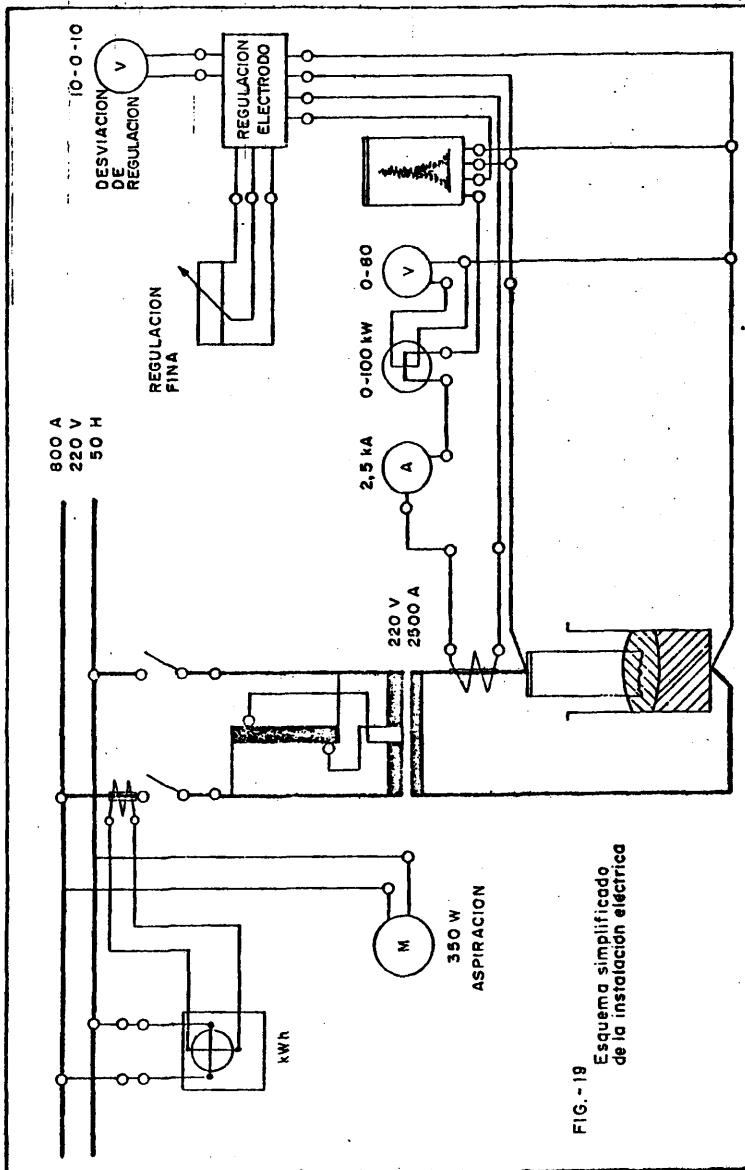 10-0-10
V
DESVIACION
DE
REGULACION
REGULACION
ELECTRODO
REGULACION
FINA
800 A
220 V
50 H
0-80
V
0-100 kW
2,5 kA
A
220 V
2500 A
M
350 W
ASPIRACION
kWh
FIG.-19
Esquema simplificado
de la instalación eléctrica